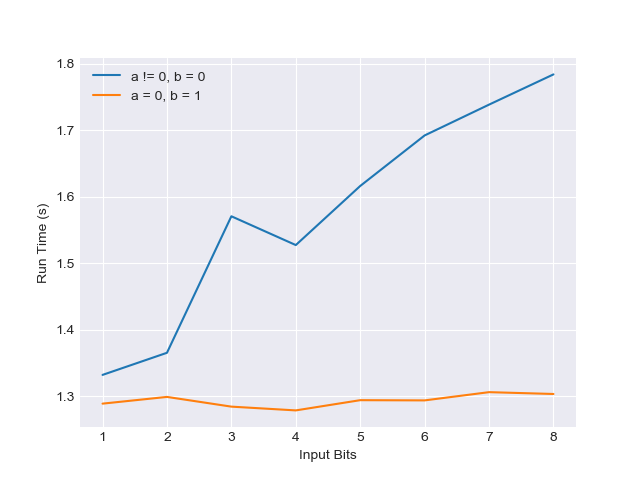 a != 0, b = 0
a = 0, b = 1
Run Time (s)
1.8
1.7
1.6
1.5
1.4
1.3
1 2 3 4 5 6 7 8
Input Bits